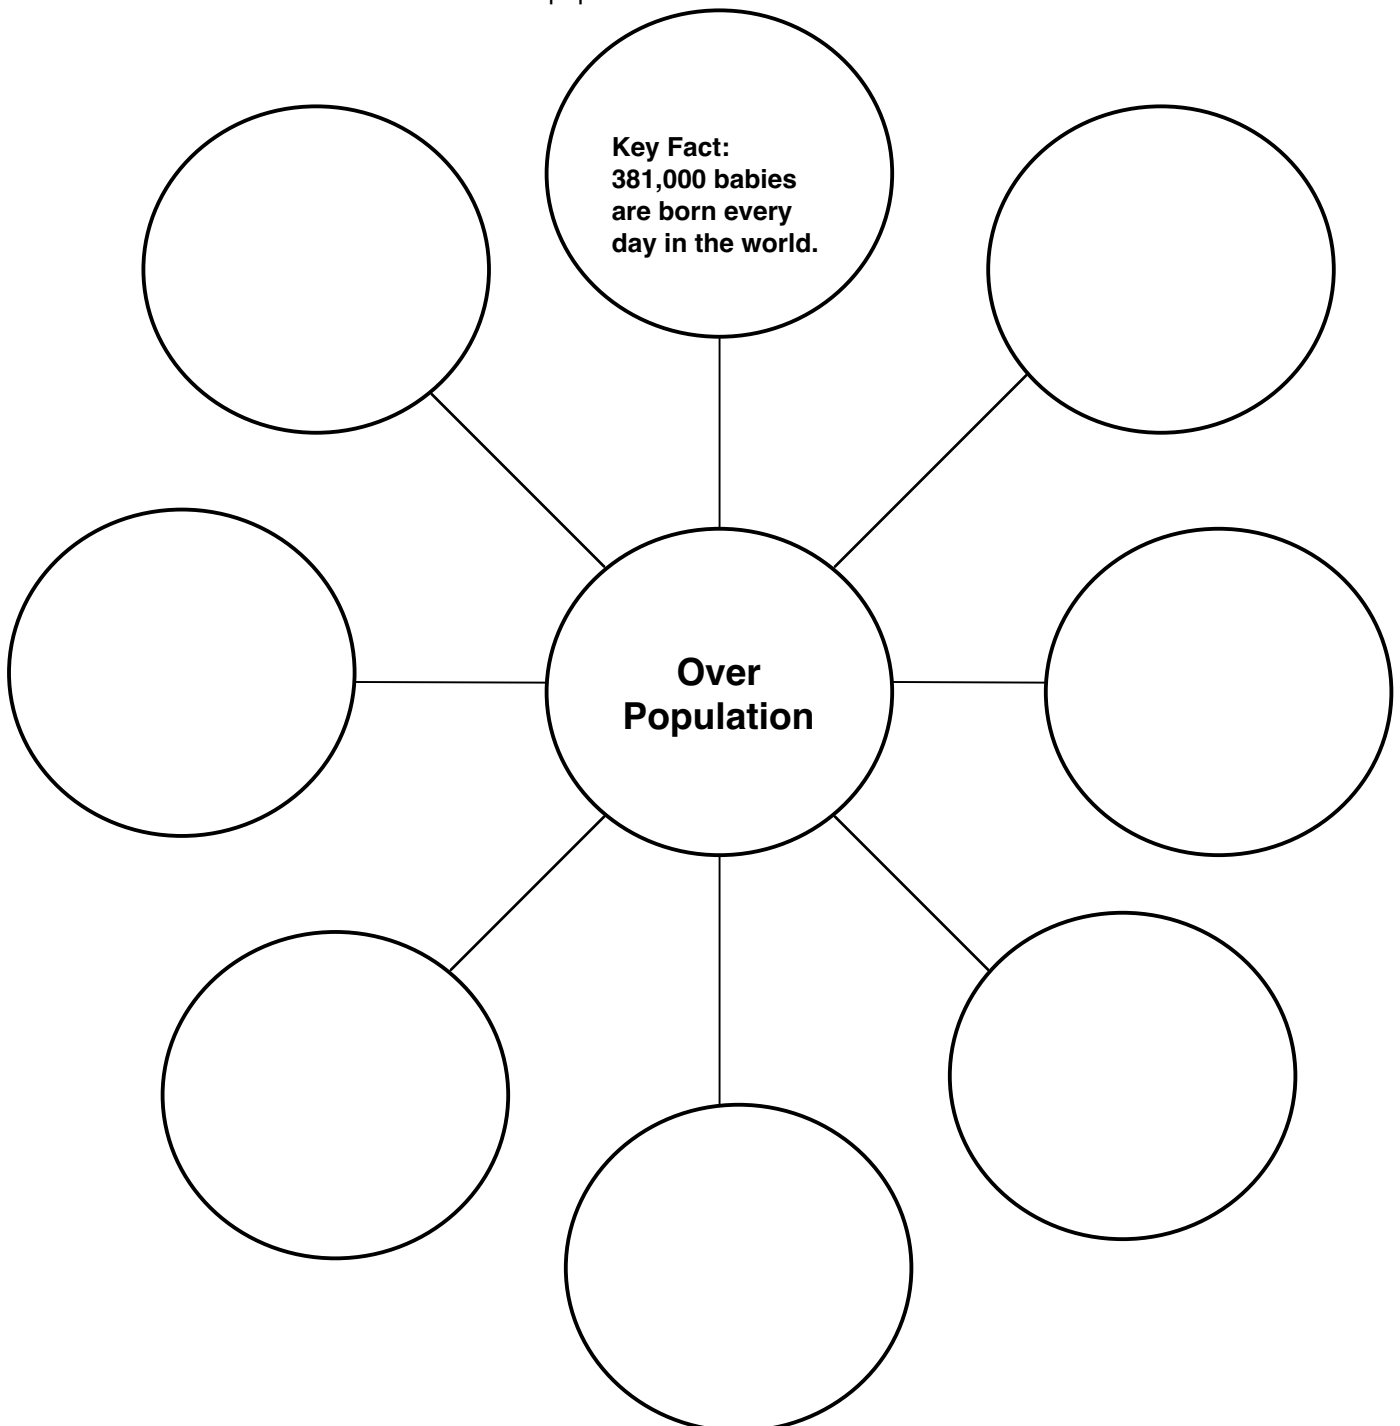 Key Fact:
381,000 babies
are born every
day in the world.
Over
Population